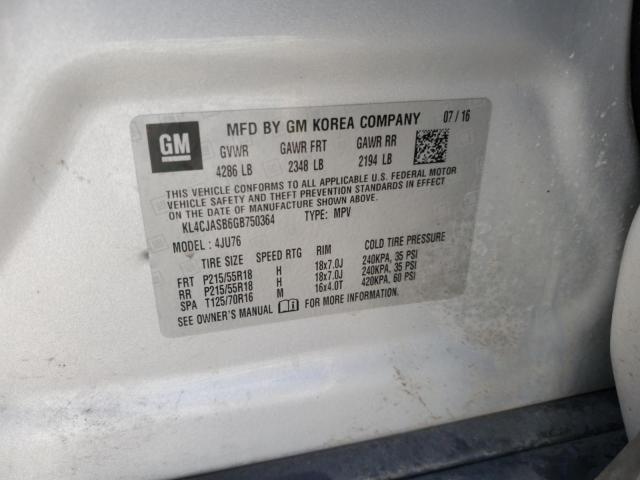 GM
MFD BY GM KOREA COMPANY 07/16
GVWR GAWR FRT GAWR RR
4286 LB 2348 LB 2194 LB
THIS VEHICLE CONFORMS TO ALL APPLICABLE U.S. FEDERAL MOTOR
VEHICLE SAFETY AND THEFT PREVENTION STANDARDS IN EFFECT
ON THE DATE OF MANUFACTURE SHOWN ABOVE.
KL4CJASB6GB750364 TYPE: MPV
MODEL: 4JU76
TIRE SIZE SPEED RTG RIM COLD TIRE PRESSURE
FRT P215/55R18 H 18x7.0J 240KPA, 35 PSI
RR P215/55R18 H 18x7.0J 240KPA, 35 PSI
SPA T125/70R16 M 16x4.0T 420KPA, 60 PSI
SEE OWNER'S MANUAL FOR MORE INFORMATION.